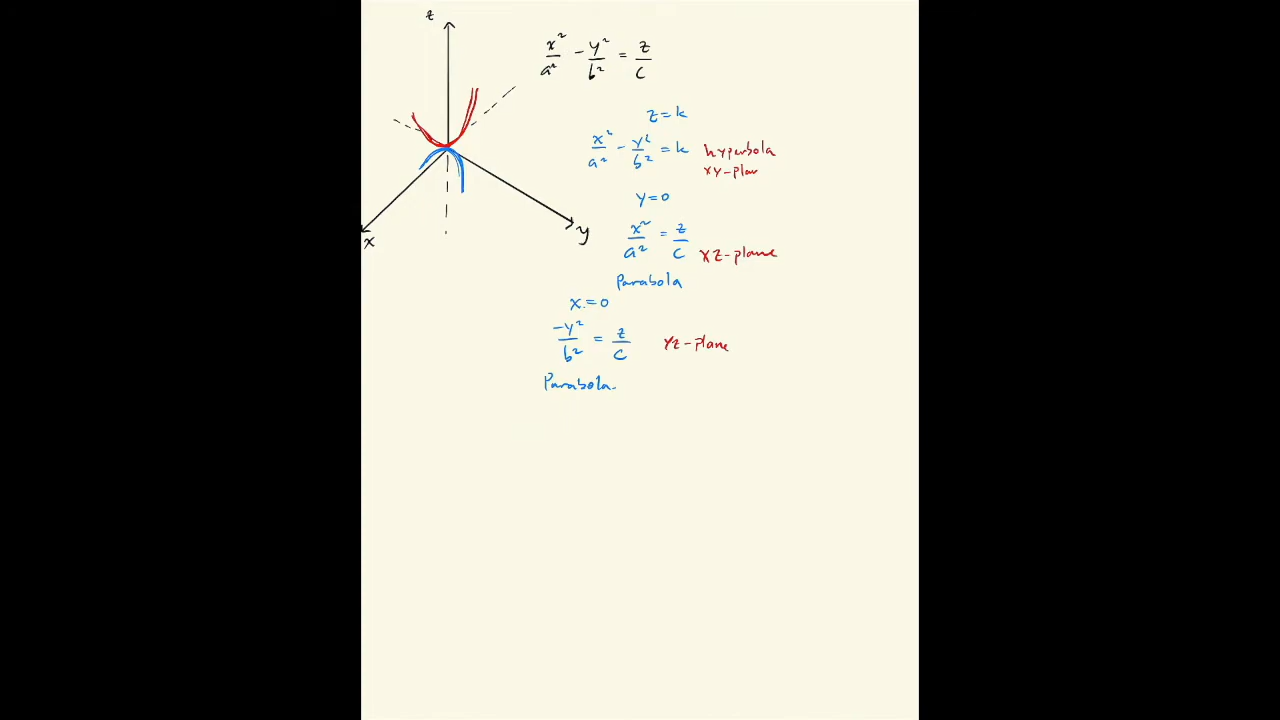 z
x²/a² - y²/b² = z/c
z = k
x²/a² - y²/b² = k hyperbola
xy-plan
y = 0
x²/a² = z/c xz-plane
x
y
Parabola
x = 0
-y²/b² = z/c yz-plane
Parabola.